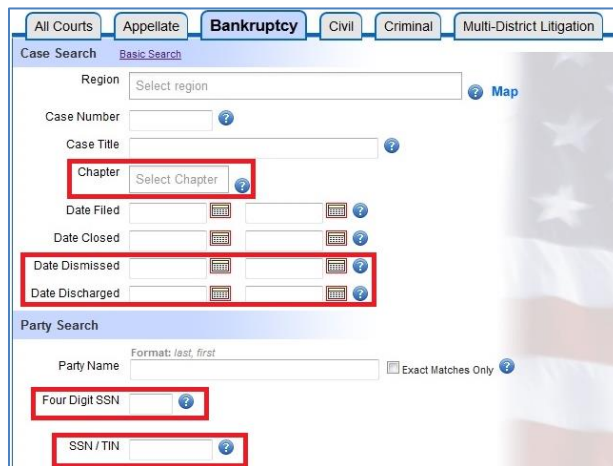 All Courts Appellate Bankruptcy Civil Criminal Multi-District Litigation
Case Search Basic Search
Region Select region ? Map
Case Number ?
Case Title ?
Chapter Select Chapter ?
Date Filed ?
Date Closed ?
Date Dismissed ?
Date Discharged ?
Party Search
Format: last, first
Party Name Exact Matches Only ?
Four Digit SSN ?
SSN / TIN ?